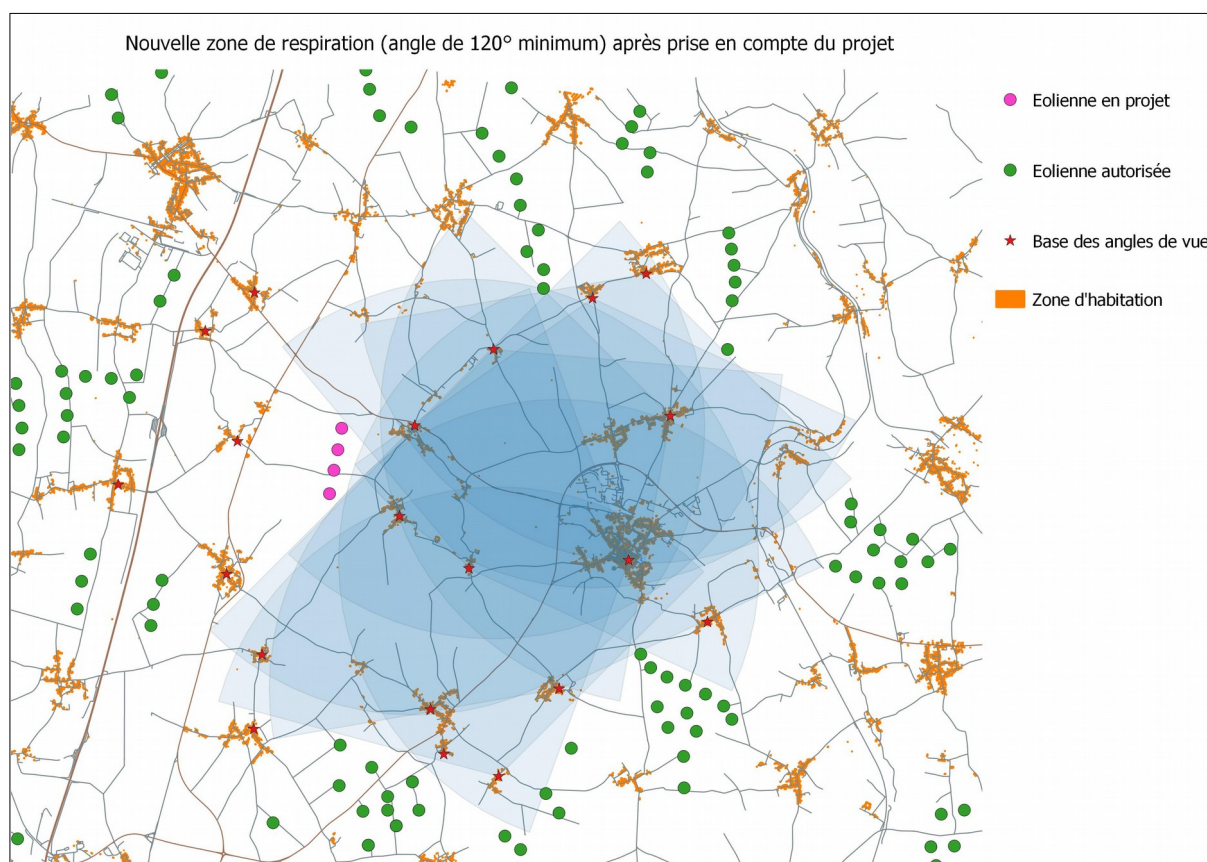 Nouvelle zone de respiration (angle de 120° minimum) après prise en compte du projet
Eolienne en projet
Eolienne autorisée
Base des angles de vue
Zone d'habitation